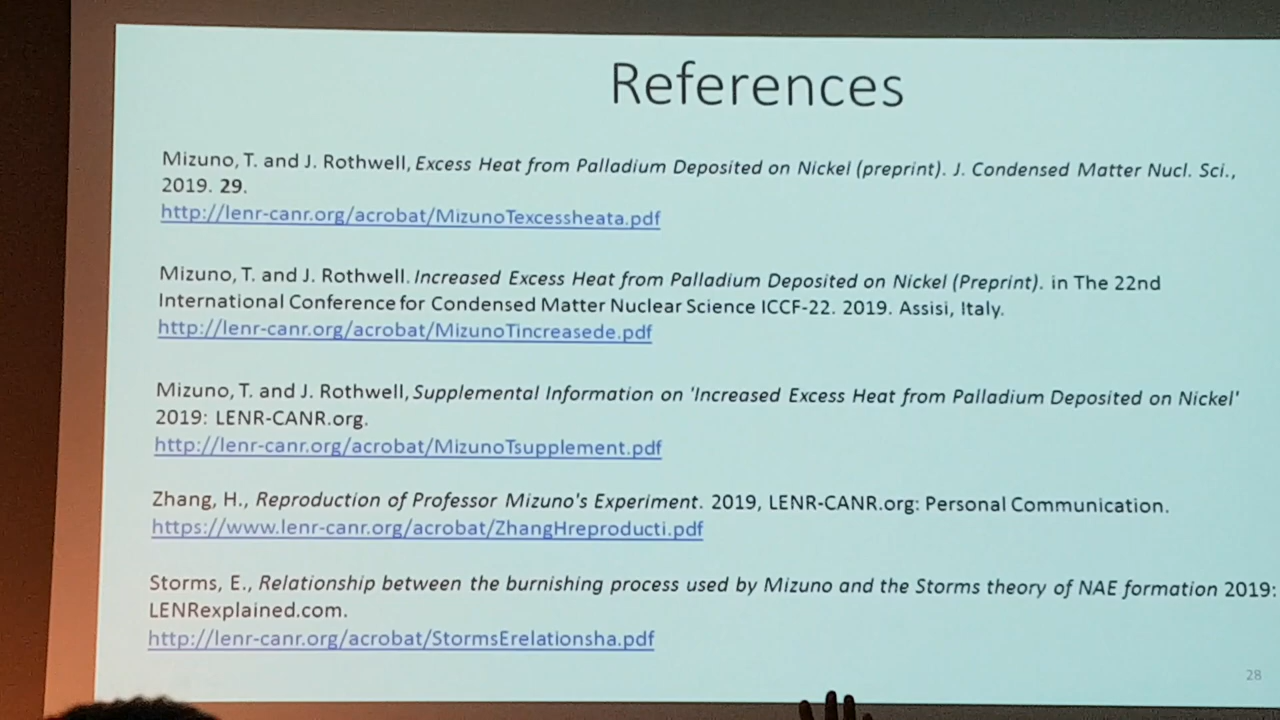 References
Mizuno, T. and J. Rothwell, Excess Heat from Palladium Deposited on Nickel (preprint). J. Condensed Matter Nucl. Sci.,
2019. 29.
http://lenr-canr.org/acrobat/MizunoTexcessheata.pdf
Mizuno, T. and J. Rothwell. Increased Excess Heat from Palladium Deposited on Nickel (Preprint). in The 22nd
International Conference for Condensed Matter Nuclear Science ICCF-22. 2019. Assisi, Italy.
http://lenr-canr.org/acrobat/MizunoTincreasede.pdf
Mizuno, T. and J. Rothwell, Supplemental Information on 'Increased Excess Heat from Palladium Deposited on Nickel'
2019: LENR-CANR.org.
http://lenr-canr.org/acrobat/MizunoTsupplement.pdf
Zhang, H., Reproduction of Professor Mizuno's Experiment. 2019, LENR-CANR.org: Personal Communication.
https://www.lenr-canr.org/acrobat/ZhangHreproducti.pdf
Storms, E., Relationship between the burnishing process used by Mizuno and the Storms theory of NAE formation 2019:
LENRexplained.com.
http://lenr-canr.org/acrobat/StormsErelationsha.pdf
28